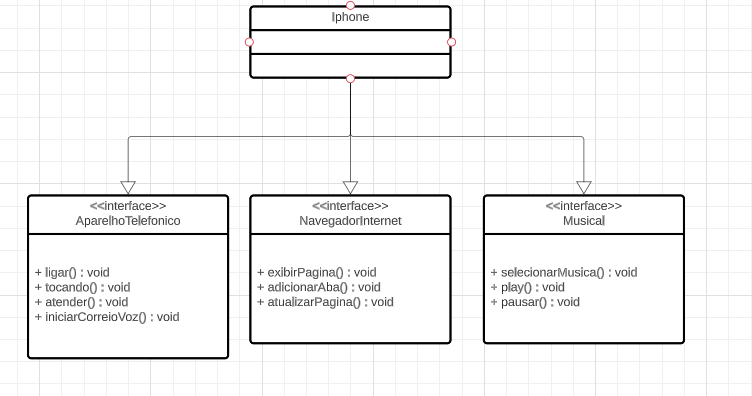 Iphone
<<interface>>
AparelhoTelefonico
+ ligar() : void
+ tocando() : void
+ atender() : void
+ iniciarCorreioVoz() : void
<<interface>>
NavegadorInternet
+ exibirPagina() : void
+ adicionarAba() : void
+ atualizarPagina() : void
<<interface>>
Musical
+ selecionarMusica() : void
+ play() : void
+ pausar() : void